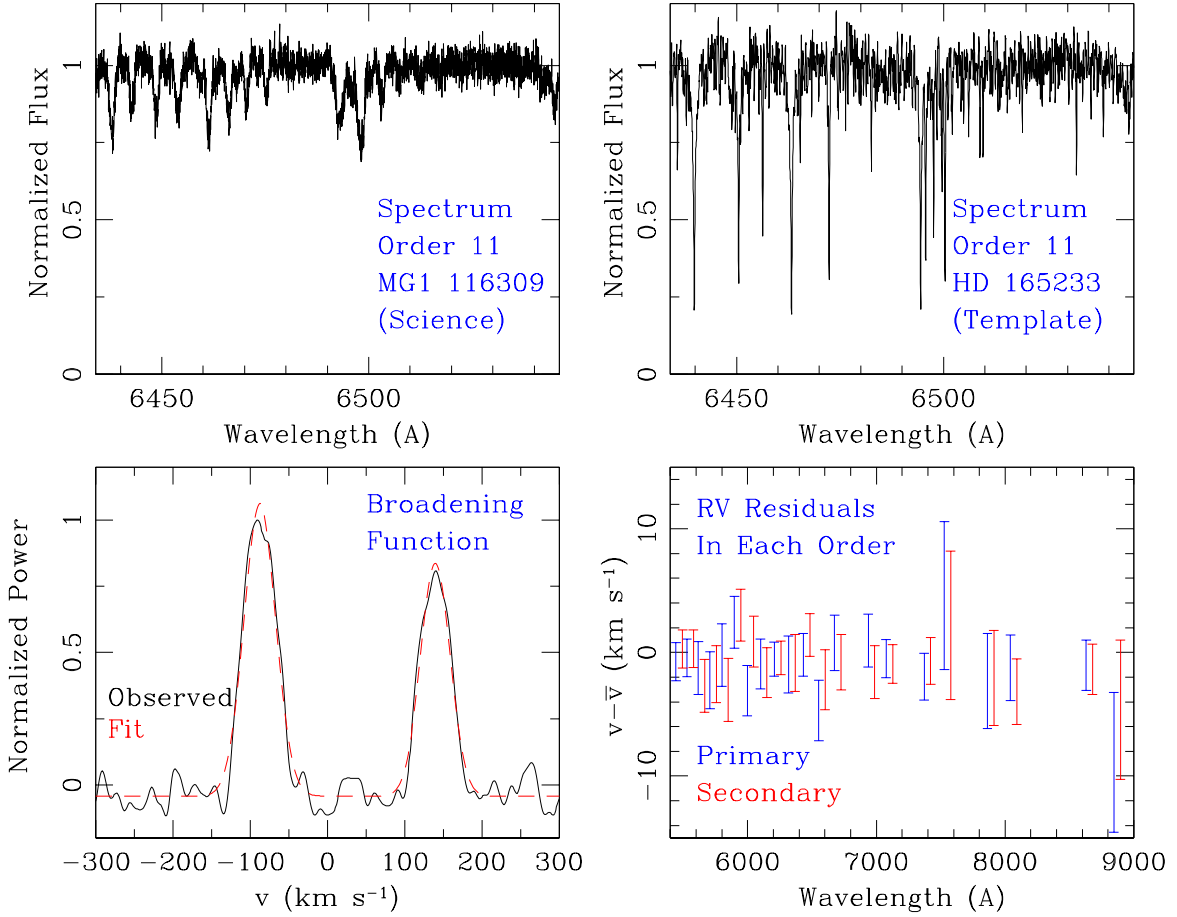 Normalized Flux
1
0.5
0
Spectrum
Order 11
MG1 116309
(Science)
6450
6500
Wavelength (A)
Normalized Flux
1
0.5
0
Spectrum
Order 11
HD 165233
(Template)
6450
6500
Wavelength (A)
Normalized Power
1
0.5
0
Broadening
Function
Observed
Fit
−300
−200
−100
0
100
200
300
v (km s⁻¹)
v−v̅ (km s⁻¹)
10
0
−10
RV Residuals
In Each Order
Primary
Secondary
6000
7000
8000
9000
Wavelength (A)